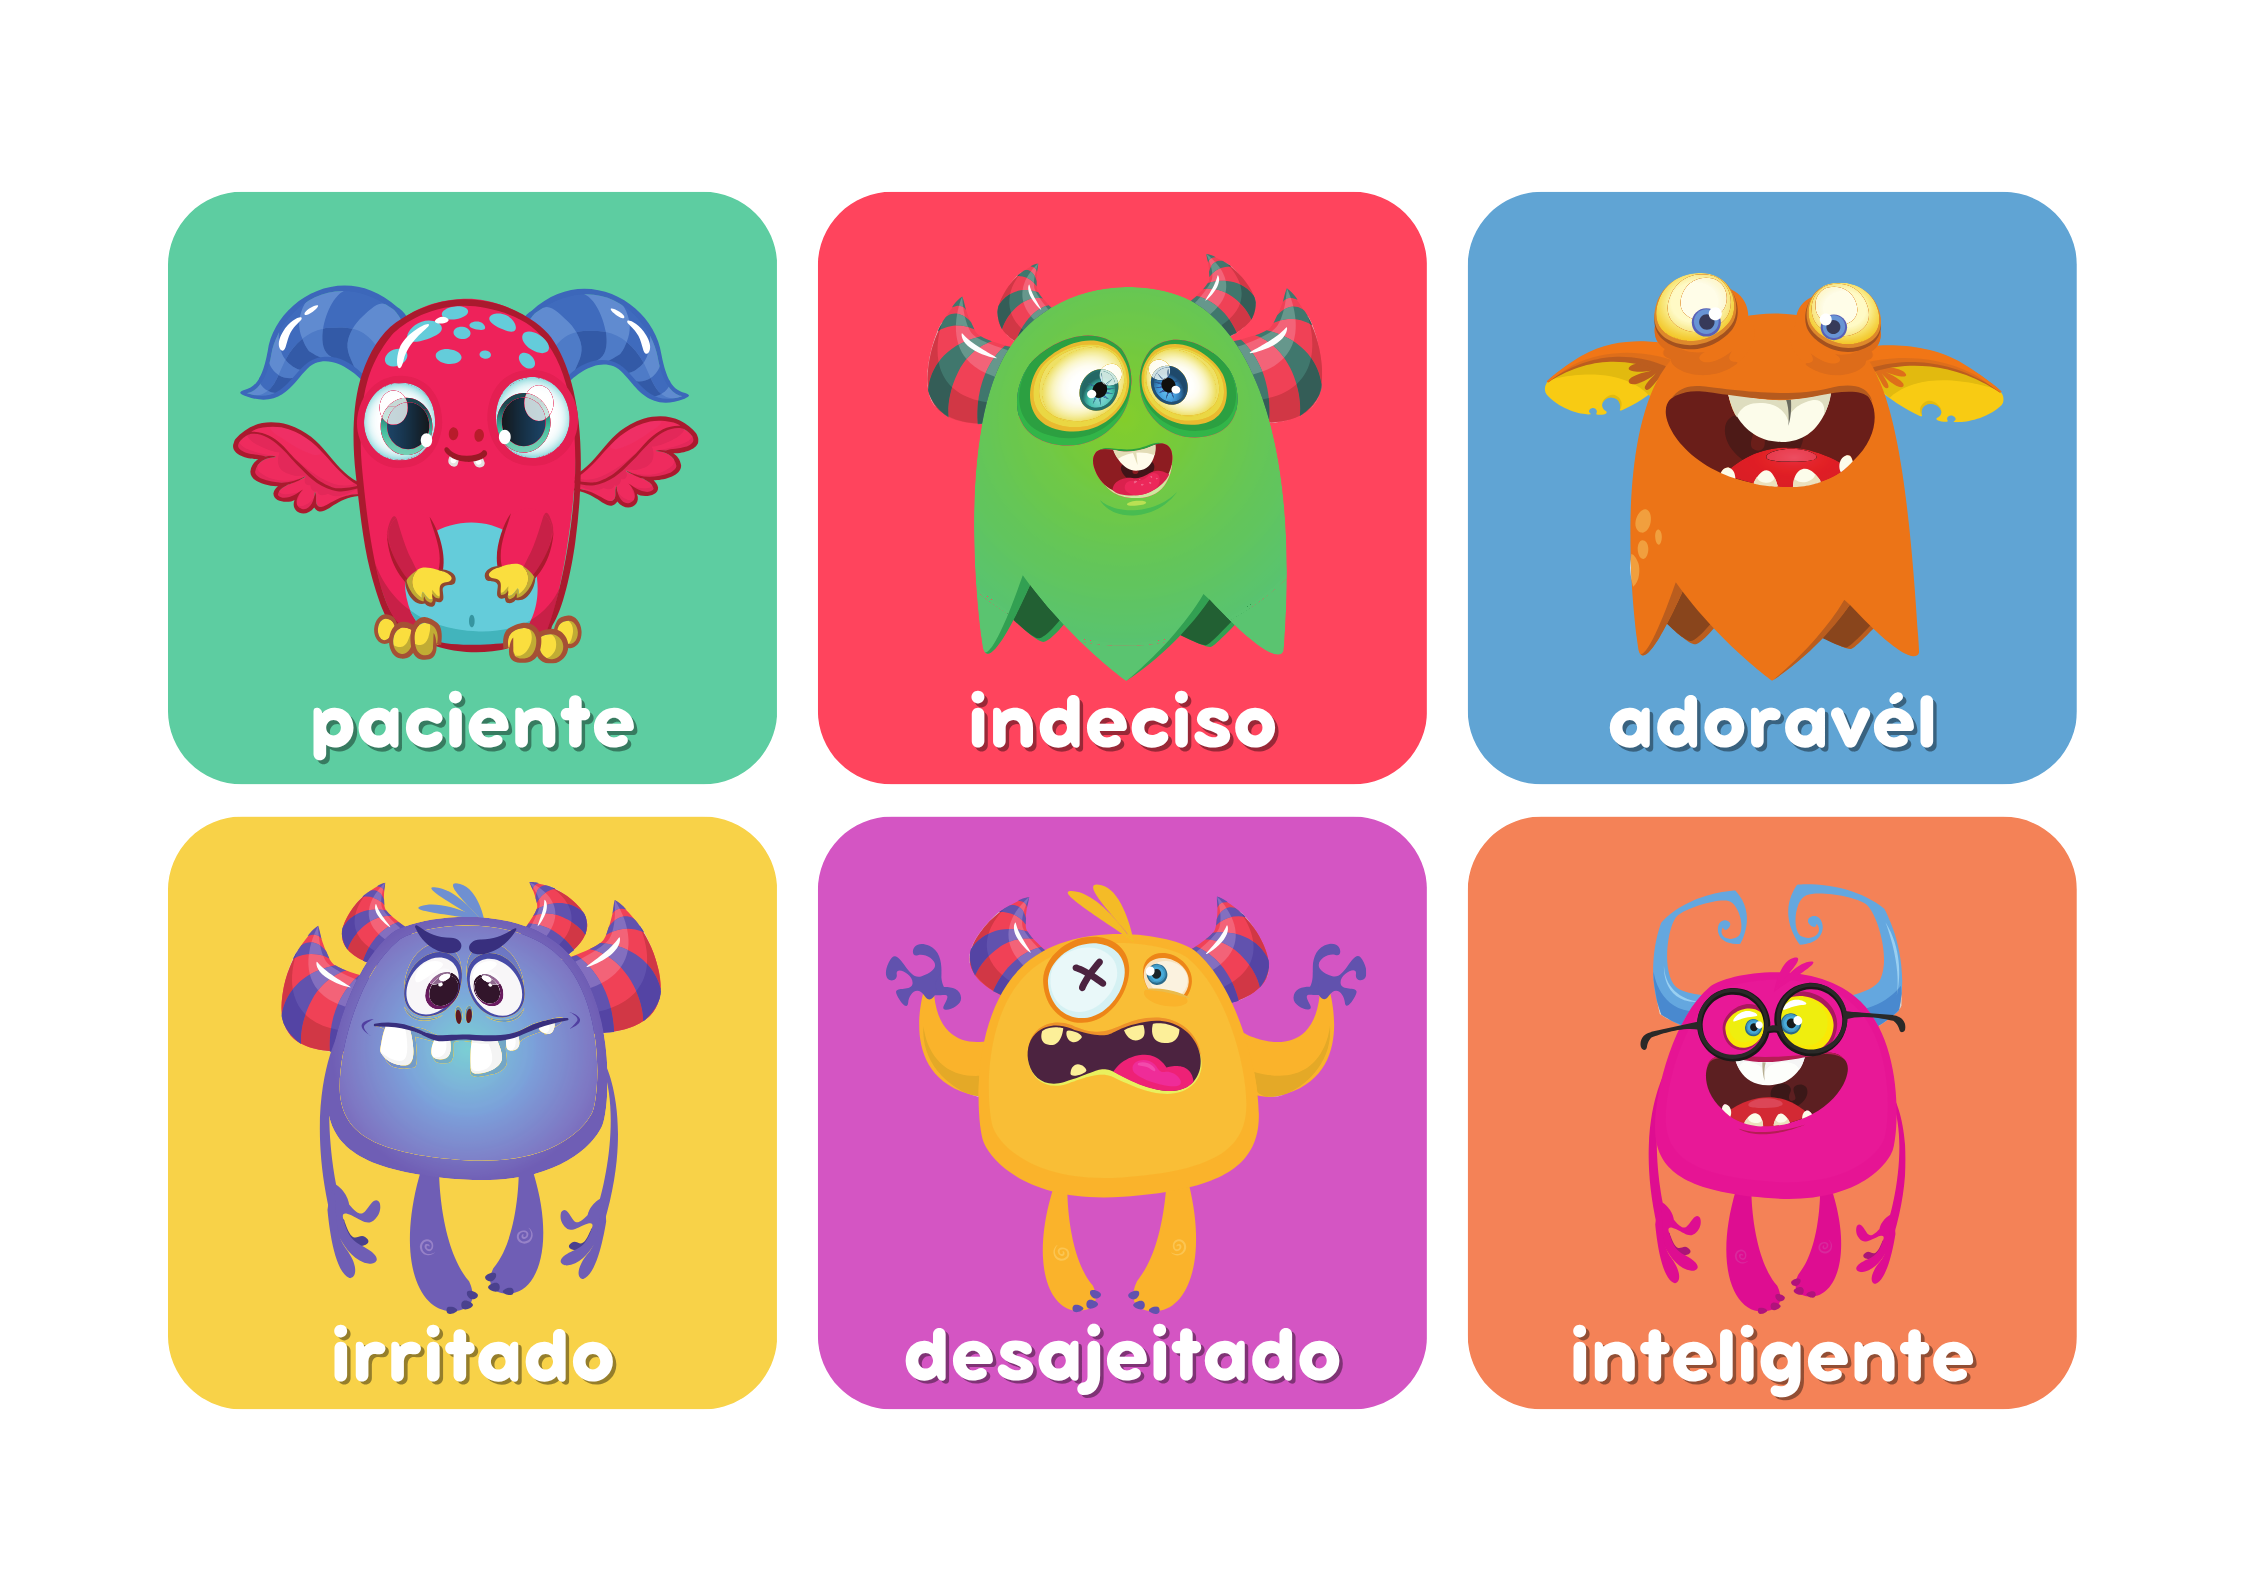 paciente
indeciso
adoravél
irritado
desajeitado
inteligente